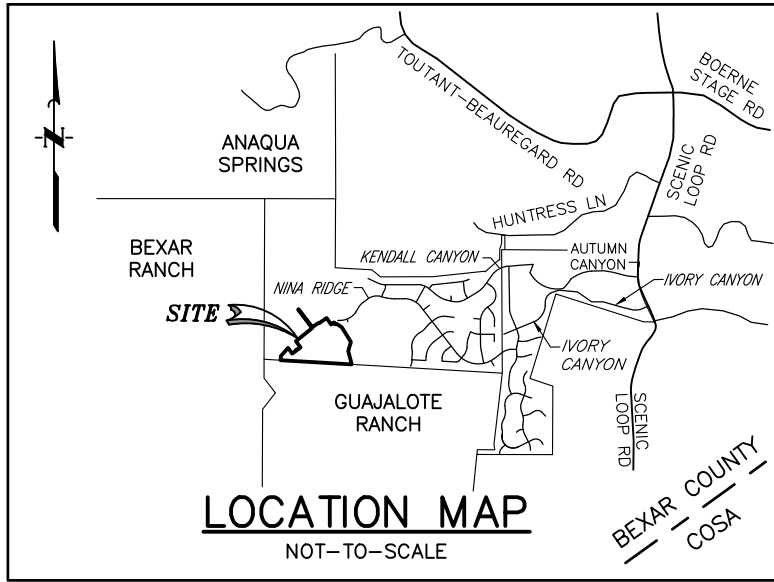 TOUTANT-BEAUREGARD RD
BOERNE
STAGE RD
SCENIC
LOOP RD
N
ANAQUA
SPRINGS
HUNTRESS LN
BEXAR
RANCH
KENDALL CANYON
AUTUMN
CANYON
NINA RIDGE
IVORY CANYON
SITE
IVORY
CANYON
GUAJALOTE
RANCH
SCENIC
LOOP RD
LOCATION MAP
NOT-TO-SCALE
BEXAR COUNTY
COSA